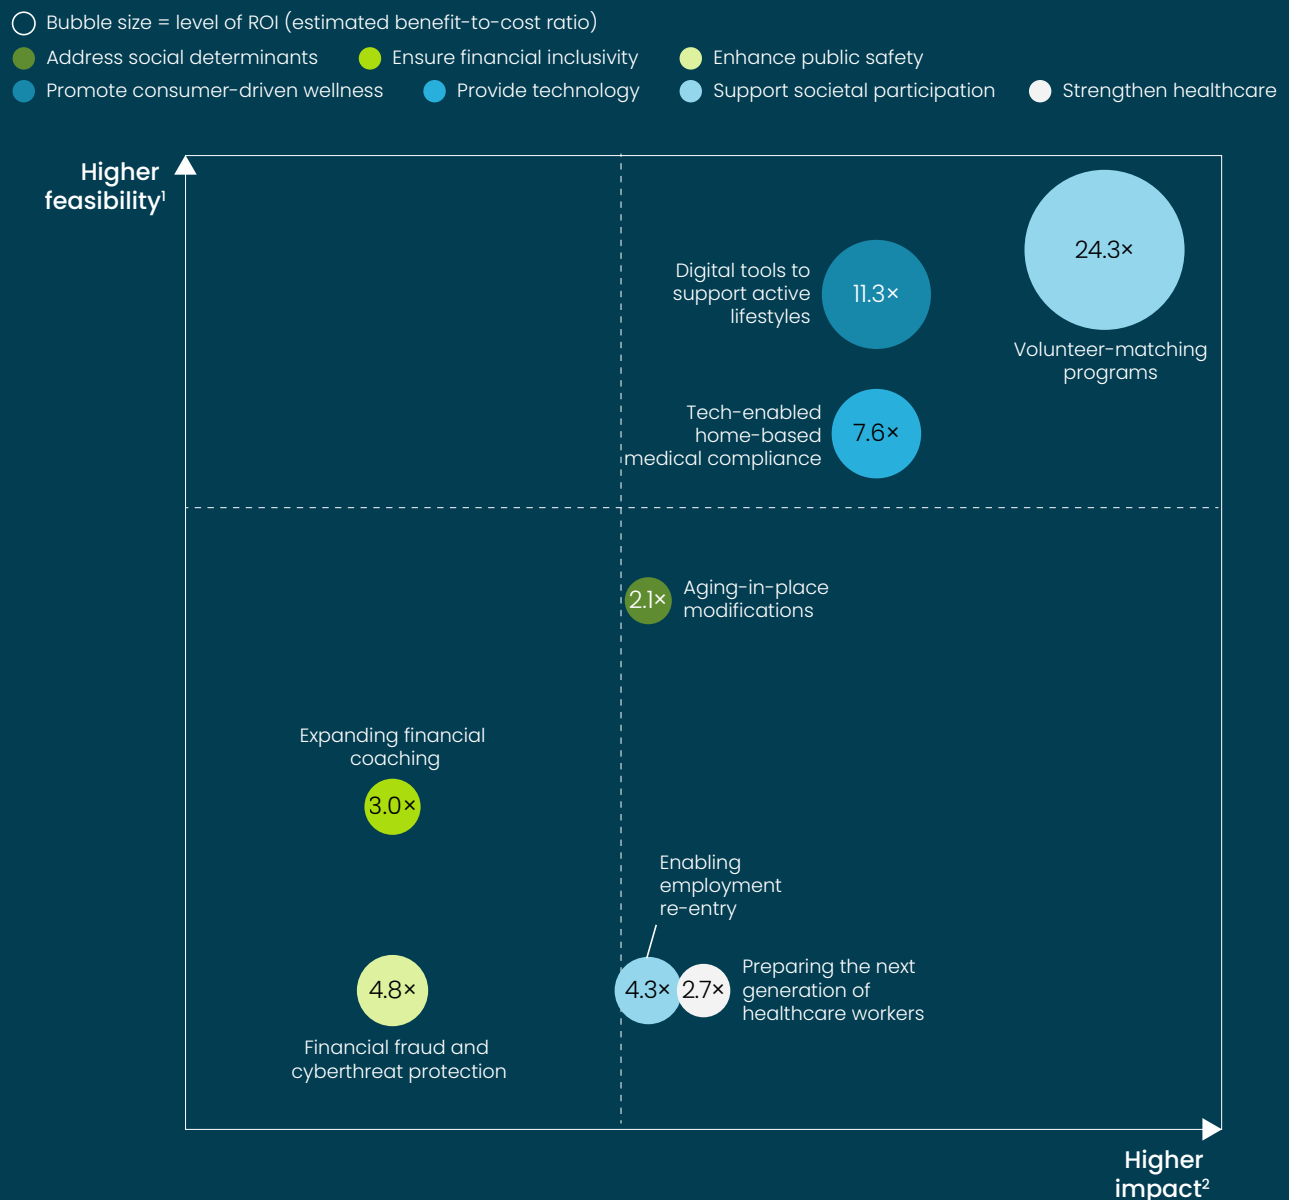 Bubble size = level of ROI (estimated benefit-to-cost ratio)
Address social determinants
Ensure financial inclusivity
Enhance public safety
Promote consumer-driven wellness
Provide technology
Support societal participation
Strengthen healthcare
Higher
feasibility¹
24.3×
Volunteer-matching
programs
Digital tools to
support active
lifestyles
11.3×
Tech-enabled
home-based
medical compliance
7.6×
2.1×
Aging-in-place
modifications
Expanding financial
coaching
3.0×
Enabling
employment
re-entry
4.8×
Financial fraud and
cyberthreat protection
4.3×
2.7×
Preparing the next
generation of
healthcare workers
Higher
impact²